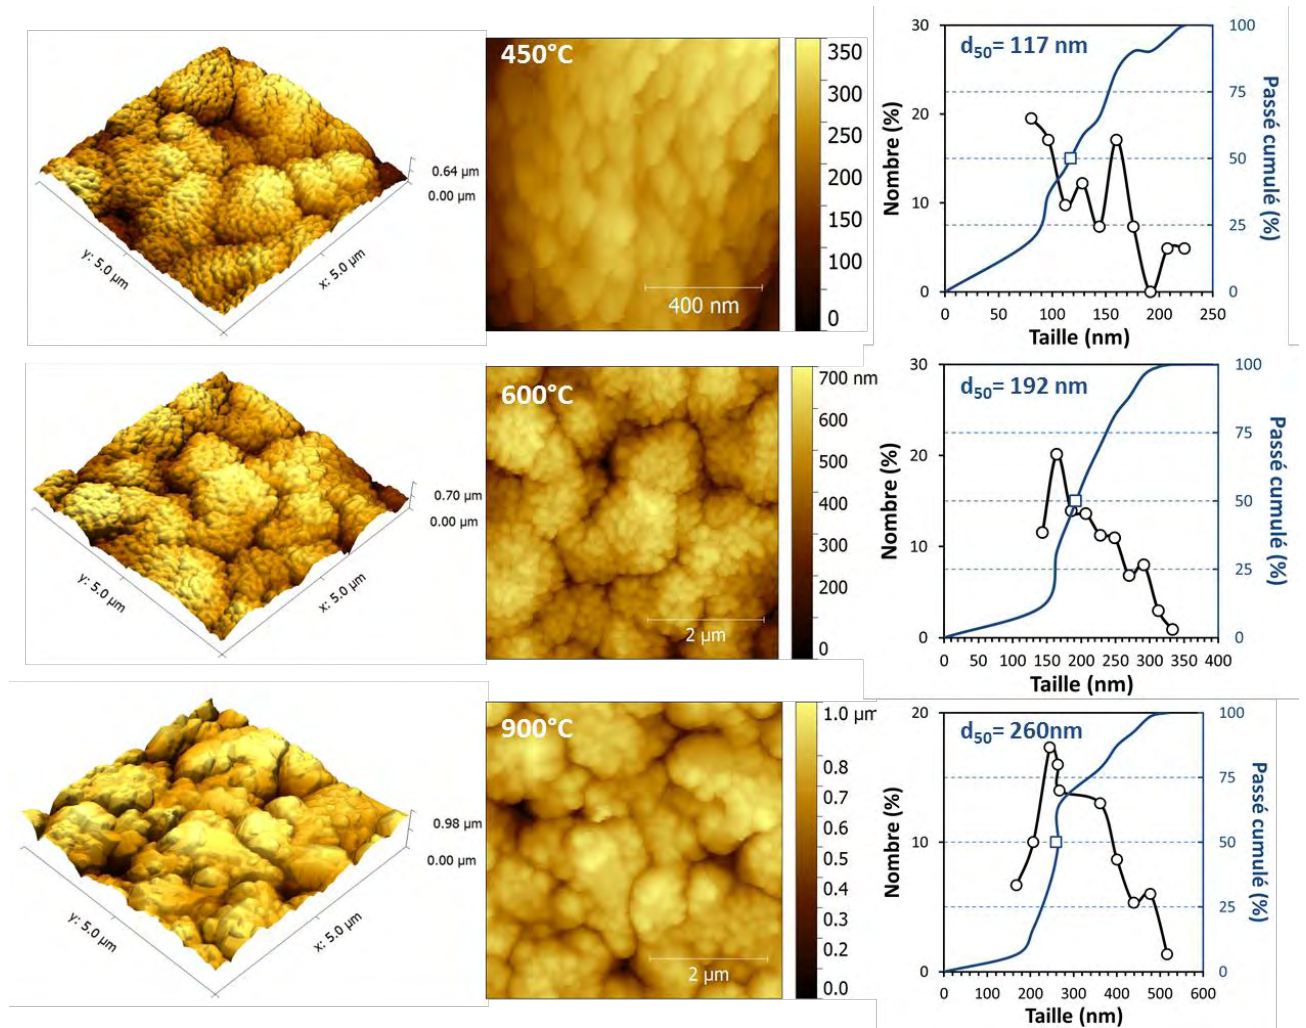 0.64 µm
0.00 µm
y: 5.0 µm
x: 5.0 µm
450°C
400 nm
350
300
250
200
150
100
0
d50= 117 nm
Nombre (%)
30
20
10
0
100
75
50
25
0
Passé cumulé (%)
0 50 100 150 200 250
Taille (nm)
0.70 µm
0.00 µm
y: 5.0 µm
x: 5.0 µm
600°C
2 µm
700 nm
600
500
400
300
200
0
d50= 192 nm
Nombre (%)
30
20
10
0
100
75
50
25
0
Passé cumulé (%)
0 50 100 150 200 250 300 350 400
Taille (nm)
0.98 µm
0.00 µm
y: 5.0 µm
x: 5.0 µm
900°C
2 µm
1.0 µm
0.8
0.7
0.6
0.5
0.4
0.3
0.2
0.0
d50= 260nm
Nombre (%)
20
10
0
100
75
50
25
0
Passé cumulé (%)
0 100 200 300 400 500 600
Taille (nm)